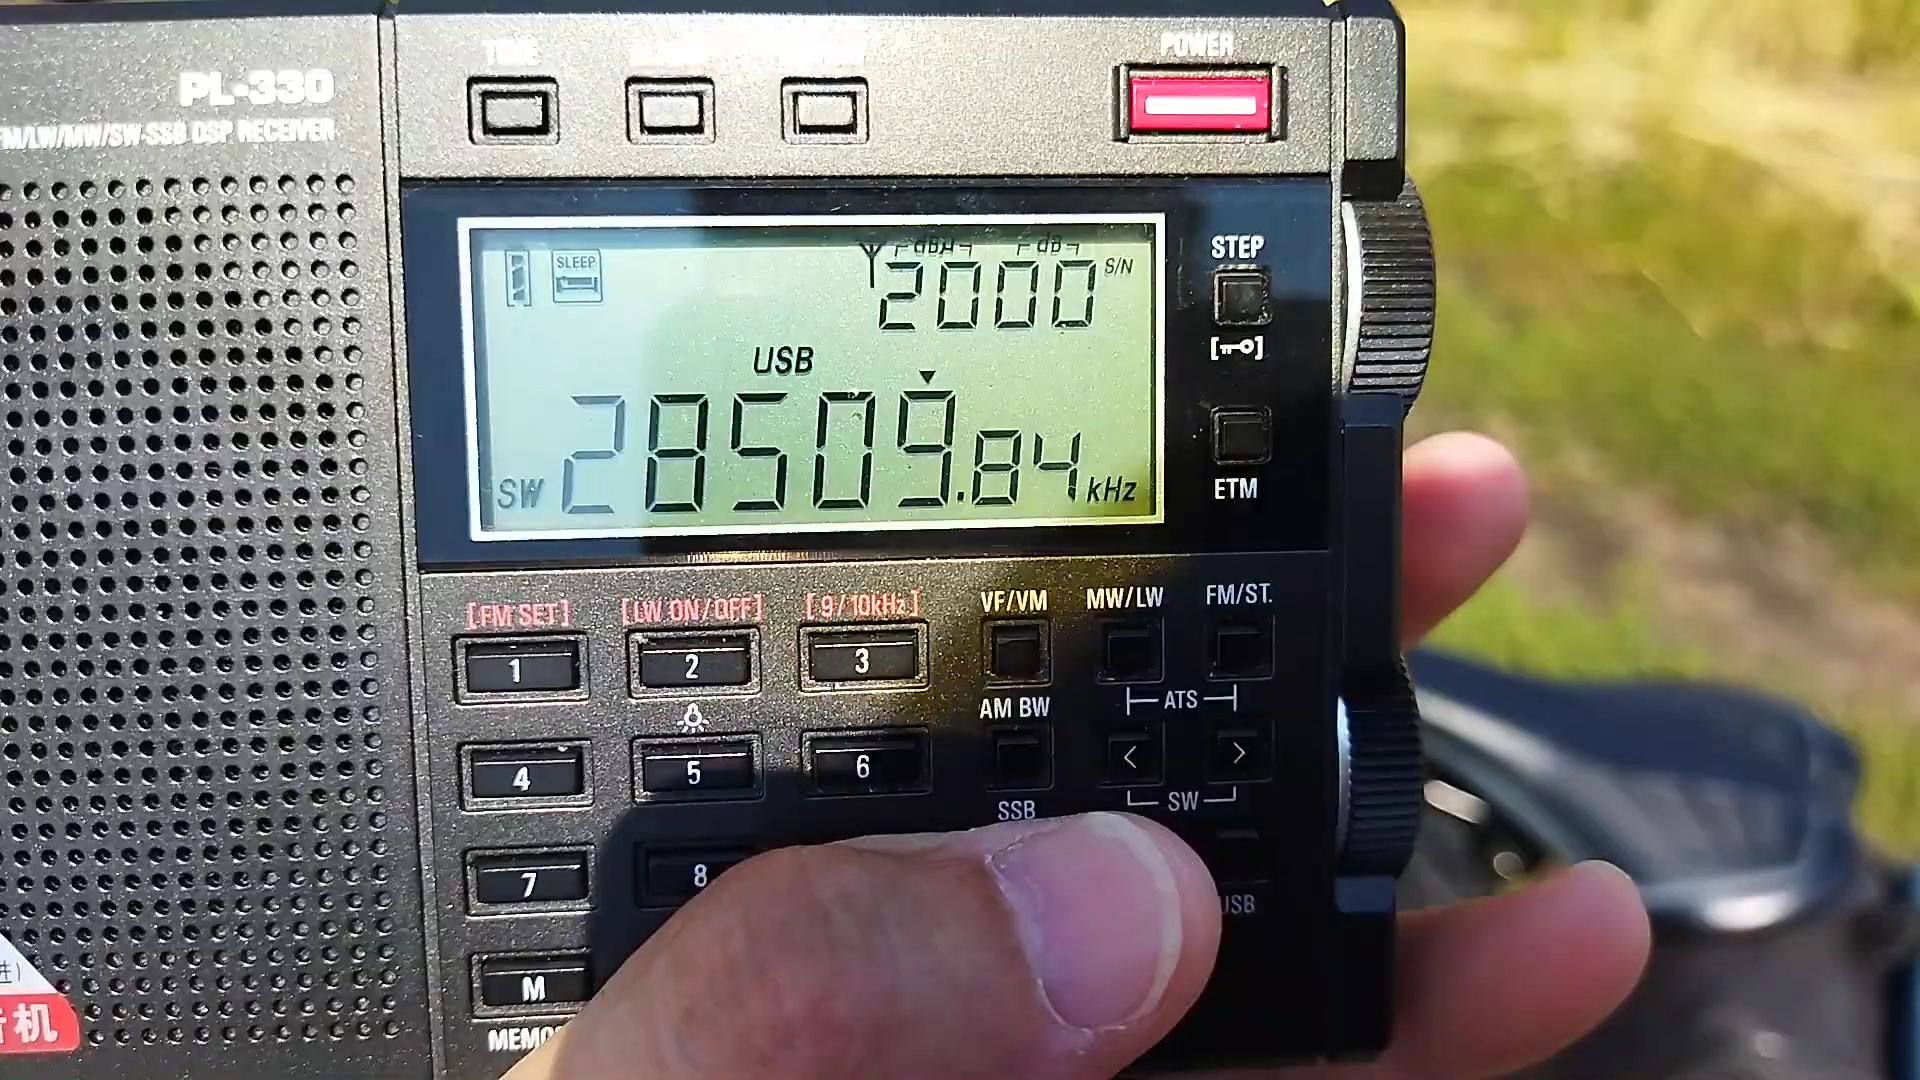 TIME
POWER
PL-330
FM/LW/MW/SW-SSB DSP RECEIVER
SLEEP
dBµ
dB
2000
S/N
USB
SW 28509.84 kHz
STEP
ETM
[FM SET] [LW ON/OFF] [9/10kHz] VF/VM MW/LW FM/ST.
1 2 3
AM BW
ATS
4 5 6 < >
SSB
SW
7 8
USB
M
机